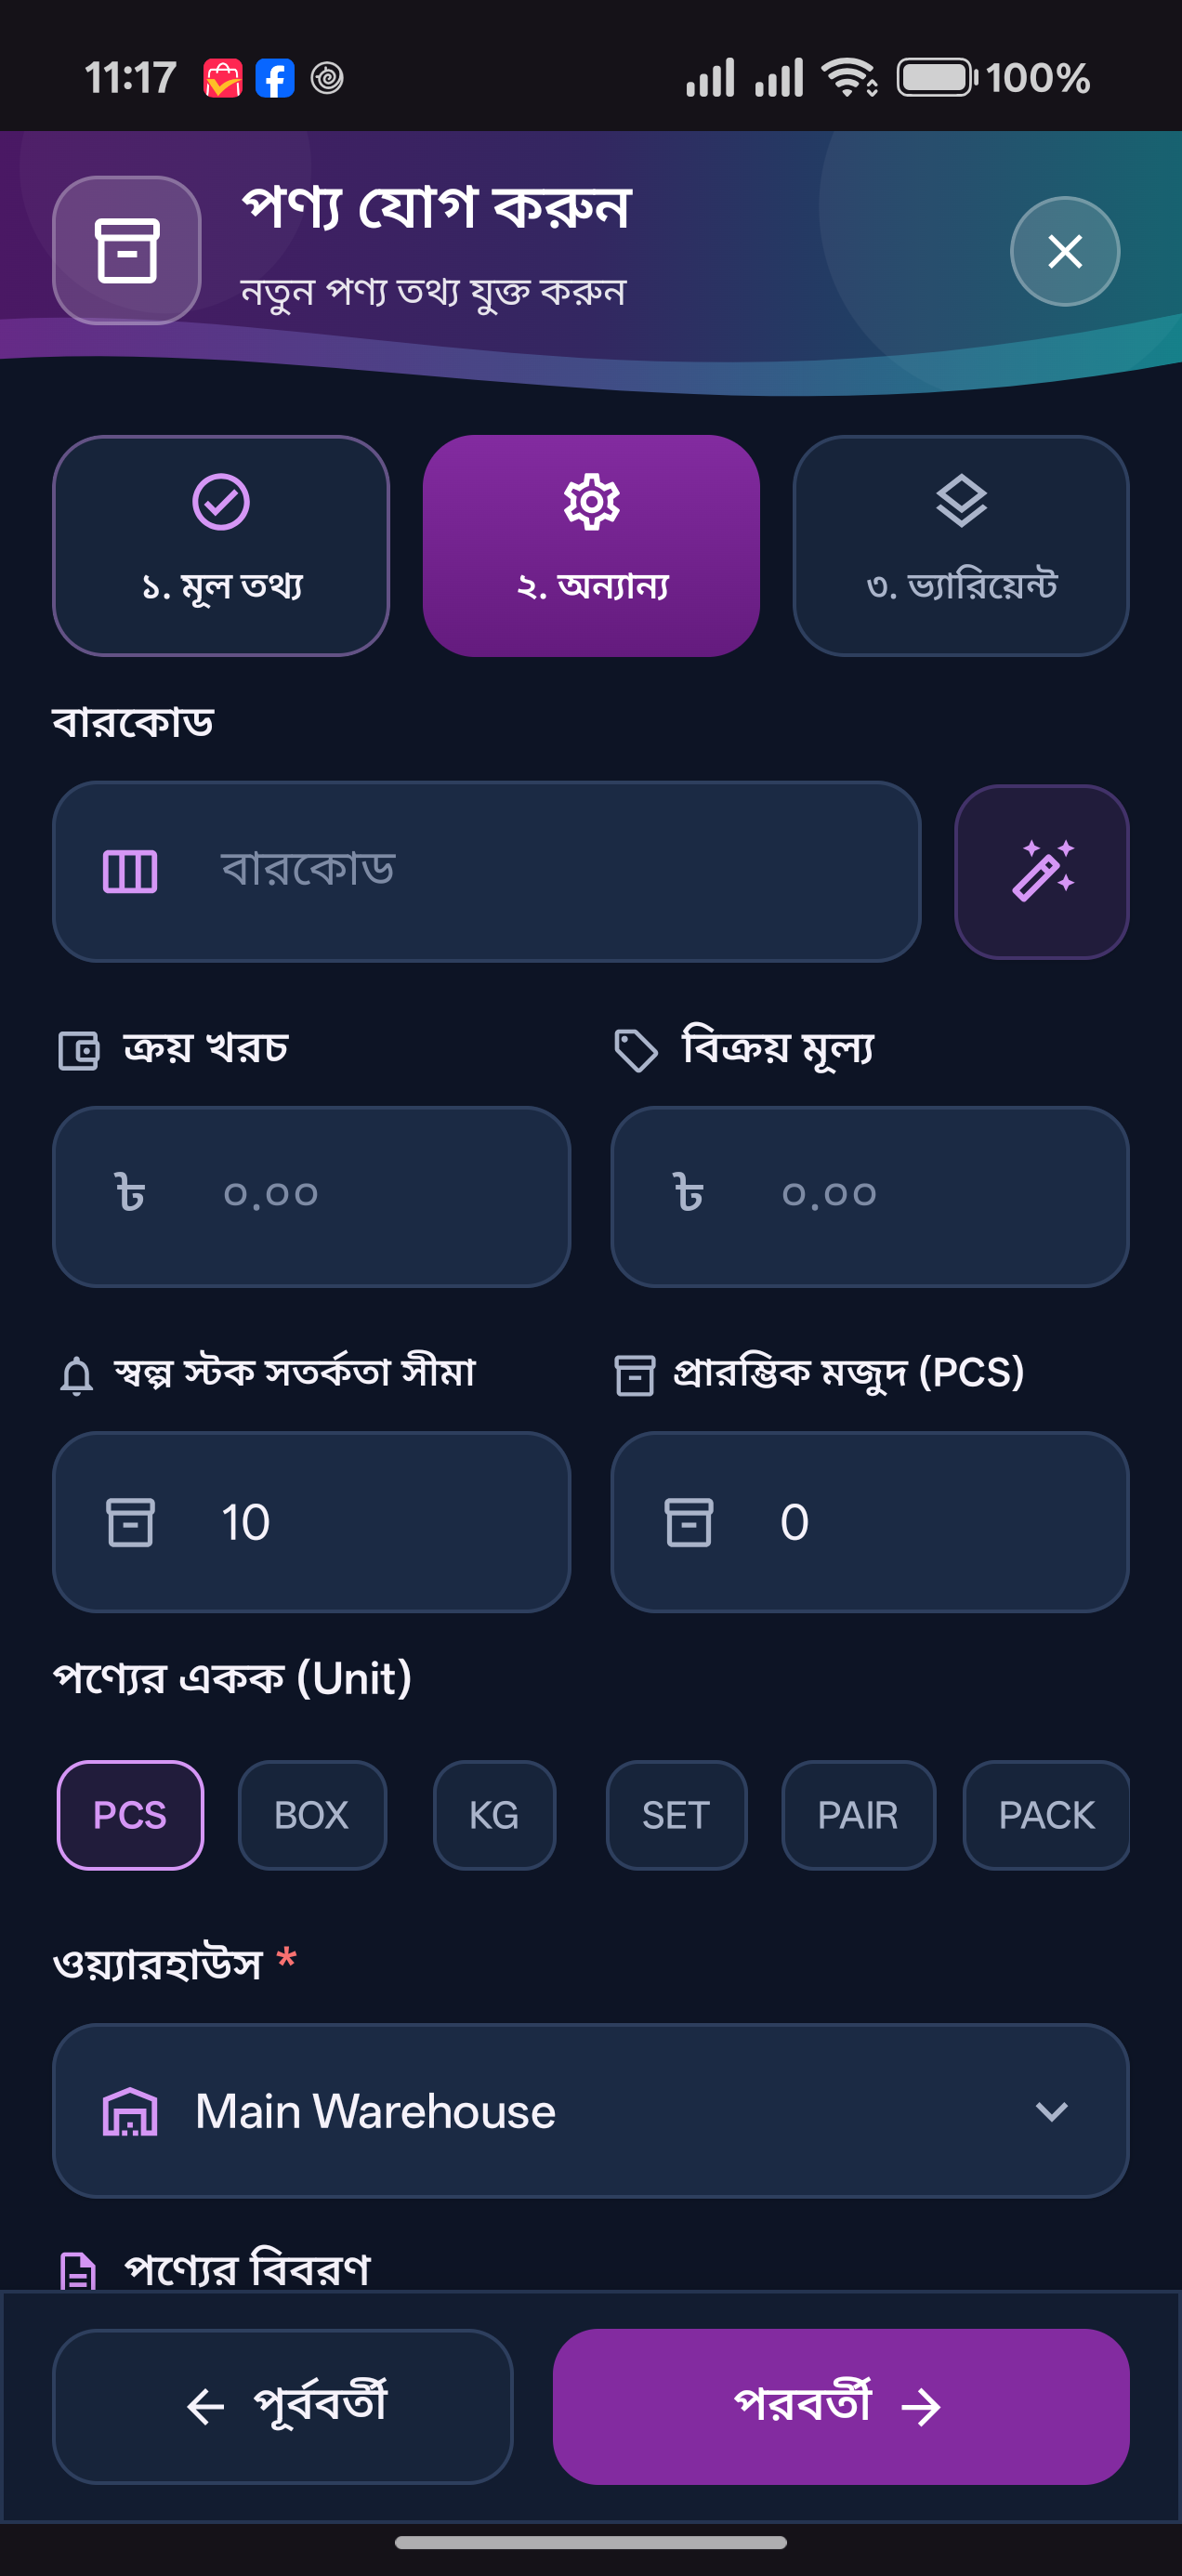 11:17 100%
পণ্য যোগ করুন
নতুন পণ্য তথ্য যুক্ত করুন
১. মূল তথ্য
২. অন্যান্য
৩. ভ্যারিয়েন্ট
বারকোড
বারকোড
ক্রয় খরচ
বিক্রয় মূল্য
৳ ০.০০
৳ ০.০০
স্বল্প স্টক সতর্কতা সীমা
প্রারম্ভিক মজুদ (PCS)
10
0
পণ্যের একক (Unit)
PCS BOX KG SET PAIR PACK
ওয়্যারহাউস *
Main Warehouse
পণ্যের বিবরণ
← পূর্ববর্তী
পরবর্তী →